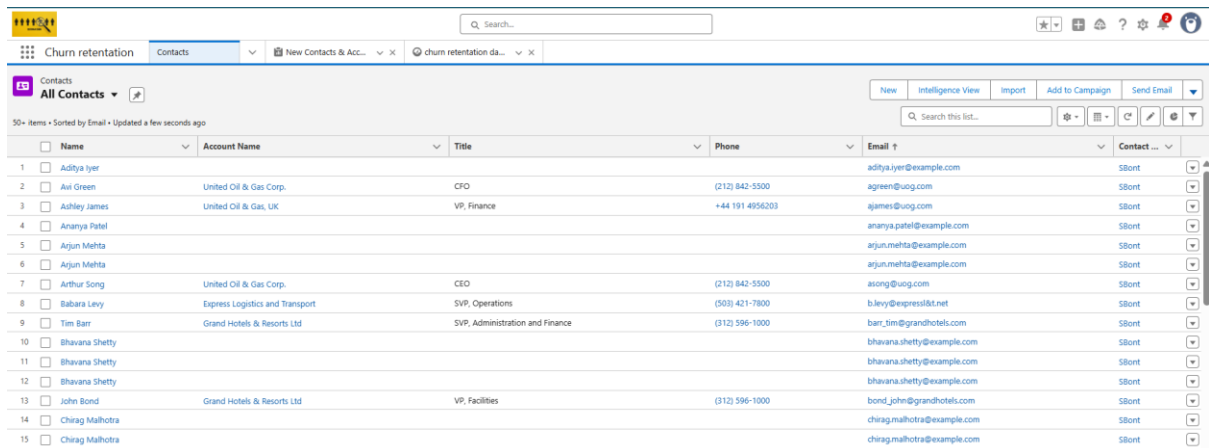 Search...
Churn retentation Contacts New Contacts & Acc... churn retentation da...
Contacts
All Contacts
New Intelligence View Import Add to Campaign Send Email
50+ items • Sorted by Email • Updated a few seconds ago
Search this list...
Name Account Name Title Phone Email ↑ Contact ...
1 Aditya Iyer aditya.iyer@example.com SBont
2 Avi Green United Oil & Gas Corp. CFO (212) 842-5500 agreen@uog.com SBont
3 Ashley James United Oil & Gas, UK VP, Finance +44 191 4956203 ajames@uog.com SBont
4 Ananya Patel ananya.patel@example.com SBont
5 Arjun Mehta arjun.mehta@example.com SBont
6 Arjun Mehta arjun.mehta@example.com SBont
7 Arthur Song United Oil & Gas Corp. CEO (212) 842-5500 asong@uog.com SBont
8 Babara Levy Express Logistics and Transport SVP, Operations (503) 421-7800 b.levy@expressl&t.net SBont
9 Tim Barr Grand Hotels & Resorts Ltd SVP, Administration and Finance (312) 596-1000 barr_tim@grandhotels.com SBont
10 Bhavana Shetty bhavana.shetty@example.com SBont
11 Bhavana Shetty bhavana.shetty@example.com SBont
12 Bhavana Shetty bhavana.shetty@example.com SBont
13 John Bond Grand Hotels & Resorts Ltd VP, Facilities (312) 596-1000 bond_john@grandhotels.com SBont
14 Chirag Malhotra chirag.malhotra@example.com SBont
15 Chirag Malhotra chirag.malhotra@example.com SBont